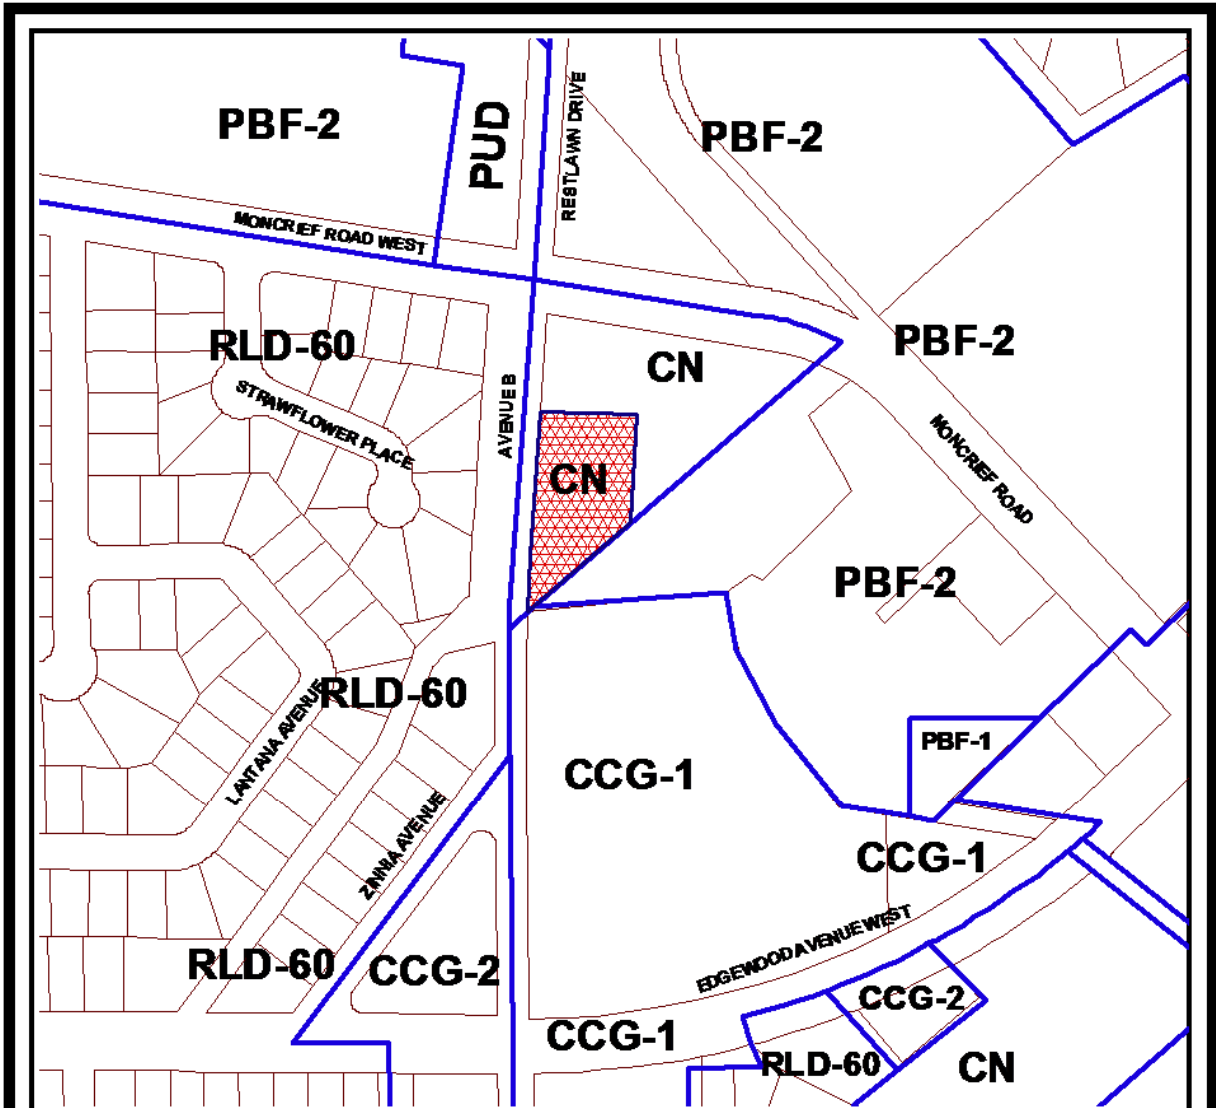 PBF-2
PUD
RESTLAWN DRIVE
PBF-2
MONCRIEF ROAD WEST
RLD-60
CN
PBF-2
STRAWFLOWER PLACE
AVENUE B
CN
MONCRIEF ROAD
PBF-2
RLD-60
LANTANA AVENUE
PBF-1
CCG-1
ZINNIA AVENUE
CCG-1
EDGEWOOD AVENUE WEST
RLD-60
CCG-2
CCG-2
CCG-1
RLD-60
CN